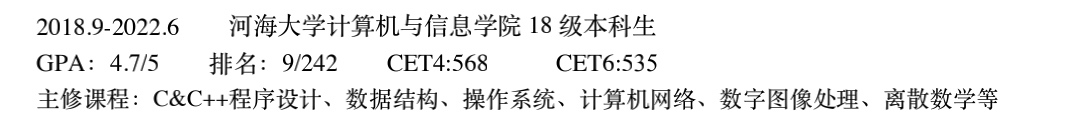 2018.9-2022.6 河海大学计算机与信息学院 18 级本科生
GPA：4.7/5 排名：9/242 CET4:568 CET6:535
主修课程：C&C++程序设计、数据结构、操作系统、计算机网络、数字图像处理、离散数学等